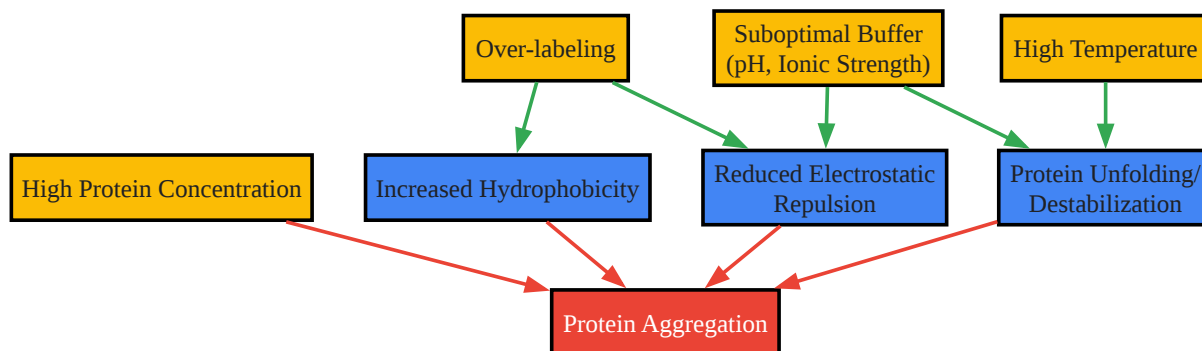 Over-labeling
Suboptimal Buffer
(pH, Ionic Strength)
High Temperature
High Protein Concentration
Increased Hydrophobicity
Reduced Electrostatic
Repulsion
Protein Unfolding/
Destabilization
Protein Aggregation